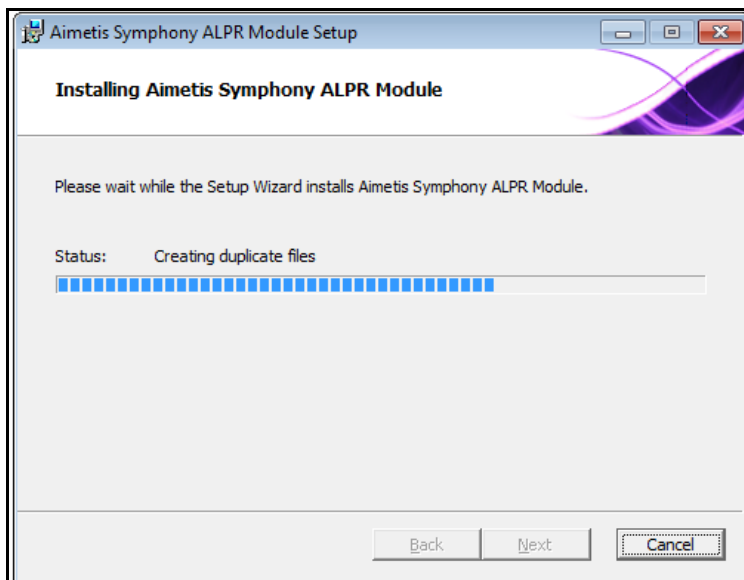 Aimetis Symphony ALPR Module Setup
Installing Aimetis Symphony ALPR Module
Please wait while the Setup Wizard installs Aimetis Symphony ALPR Module.
Status: Creating duplicate files
Back Next Cancel